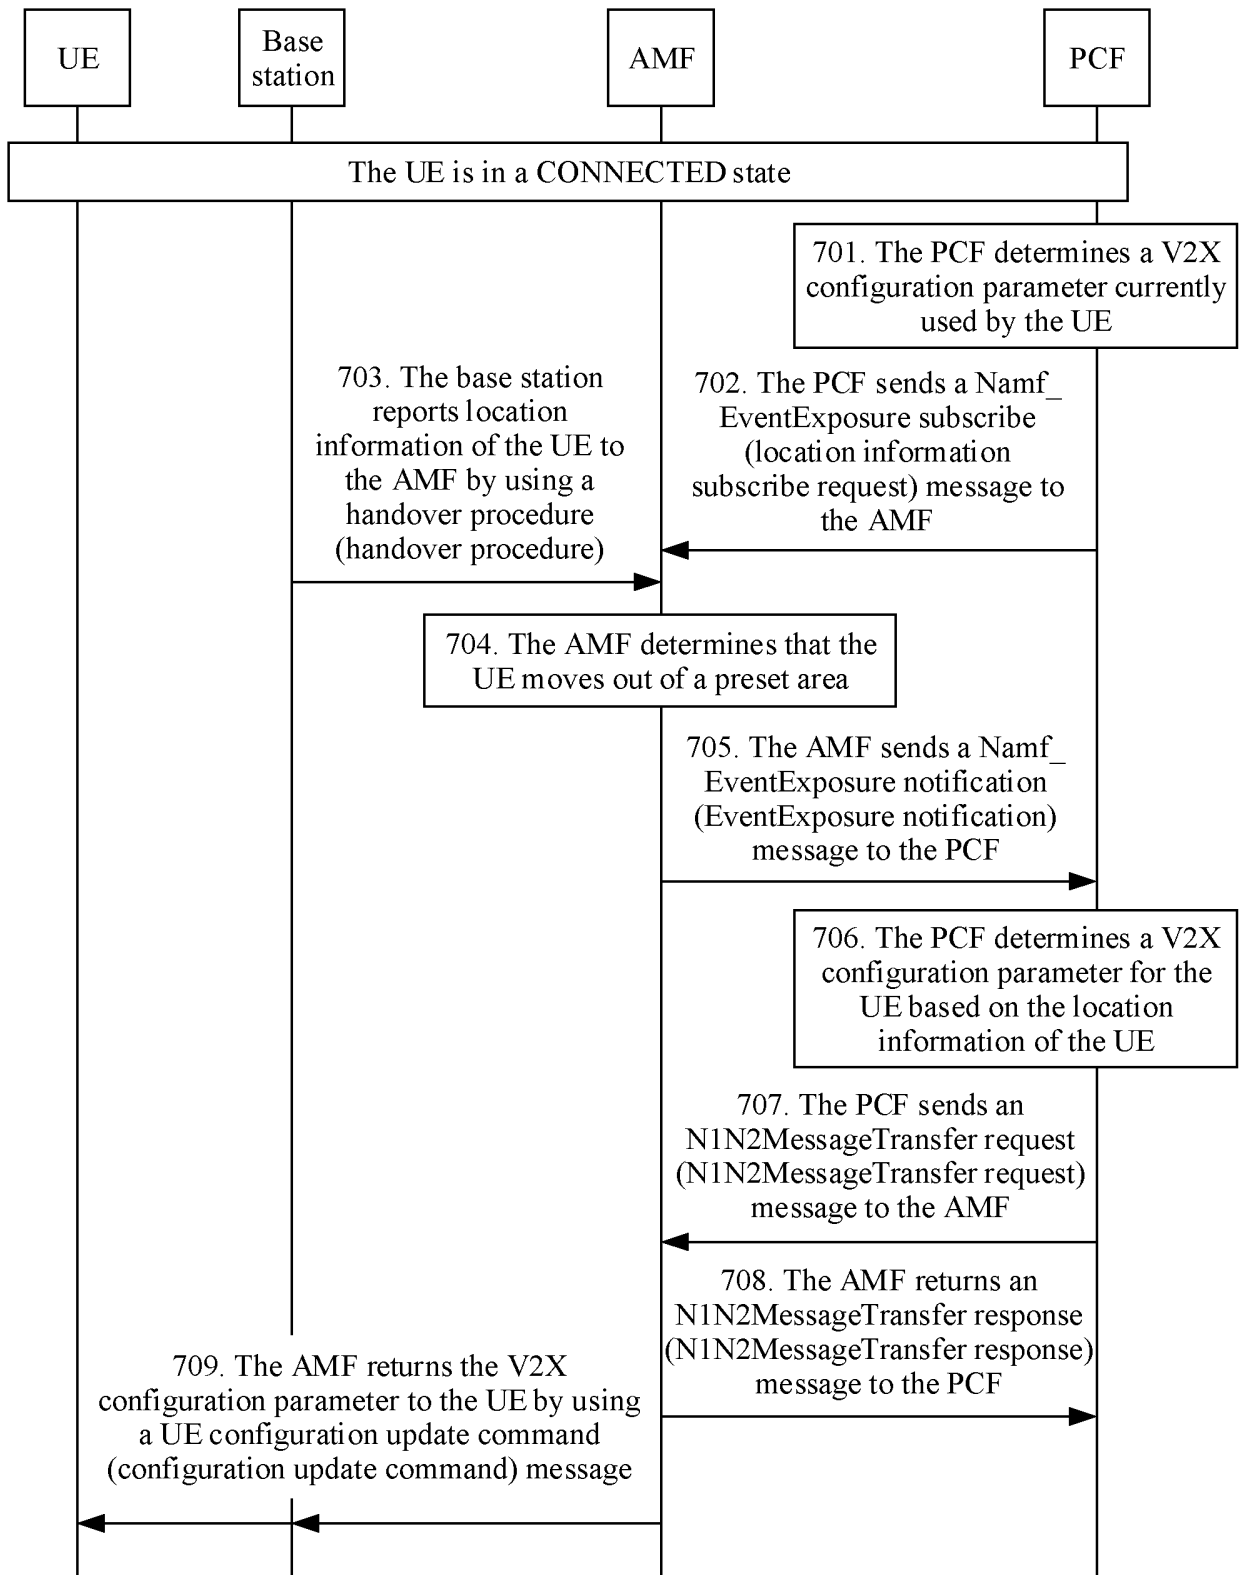 UE
Base
station
AMF
PCF
The UE is in a CONNECTED state
701. The PCF determines a V2X
configuration parameter currently
used by the UE
703. The base station
reports location
information of the UE to
the AMF by using a
handover procedure
(handover procedure)
702. The PCF sends a Namf_
EventExposure subscribe
(location information
subscribe request) message to
the AMF
704. The AMF determines that the
UE moves out of a preset area
705. The AMF sends a Namf_
EventExposure notification
(EventExposure notification)
message to the PCF
706. The PCF determines a V2X
configuration parameter for the
UE based on the location
information of the UE
707. The PCF sends an
N1N2MessageTransfer request
(N1N2MessageTransfer request)
message to the AMF
708. The AMF returns an
N1N2MessageTransfer response
(N1N2MessageTransfer response)
message to the PCF
709. The AMF returns the V2X
configuration parameter to the UE by using
a UE configuration update command
(configuration update command) message